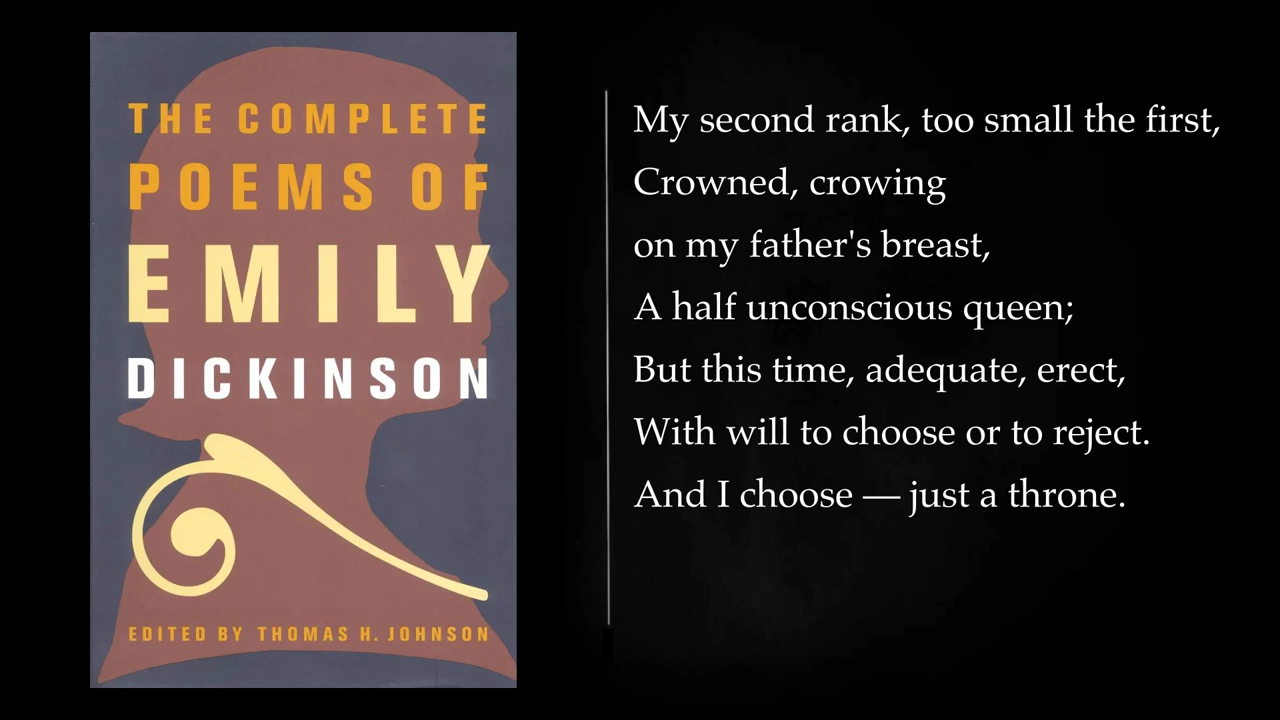 THE COMPLETE
POEMS OF
EMILY
DICKINSON
EDITED BY THOMAS H. JOHNSON
My second rank, too small the first,
Crowned, crowing
on my father's breast,
A half unconscious queen;
But this time, adequate, erect,
With will to choose or to reject.
And I choose — just a throne.